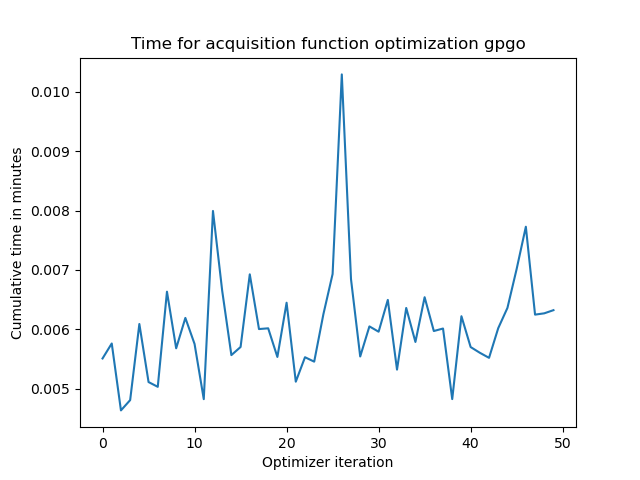 Time for acquisition function optimization gpgo
Cumulative time in minutes
0.010
0.009
0.008
0.007
0.006
0.005
0 10 20 30 40 50
Optimizer iteration